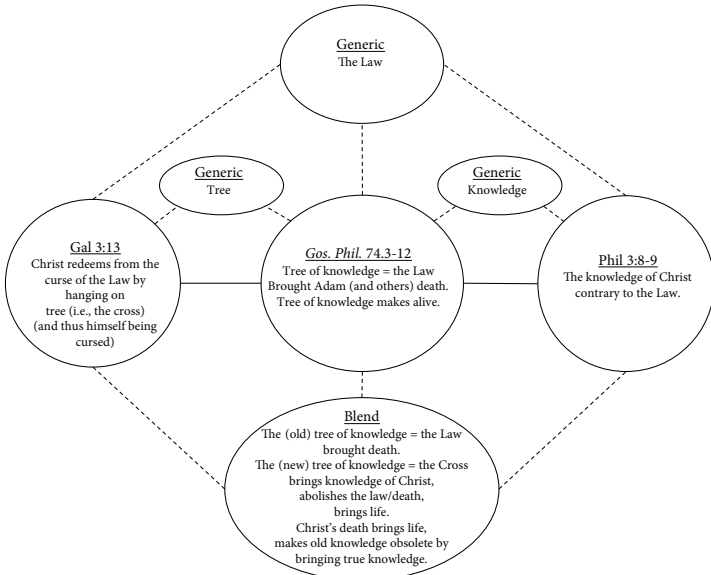 Generic
The Law
Generic
Tree
Generic
Knowledge
Gal 3:13
Christ redeems from the
curse of the Law by
hanging on
tree (i.e., the cross)
(and thus himself being
cursed)
Gos. Phil. 74.3-12
Tree of knowledge = the Law
Brought Adam (and others) death.
Tree of knowledge makes alive.
Phil 3:8-9
The knowledge of Christ
contrary to the Law.
Blend
The (old) tree of knowledge = the Law
brought death.
The (new) tree of knowledge = the Cross
brings knowledge of Christ,
abolishes the law/death,
brings life.
Christ's death brings life,
makes old knowledge obsolete by
bringing true knowledge.